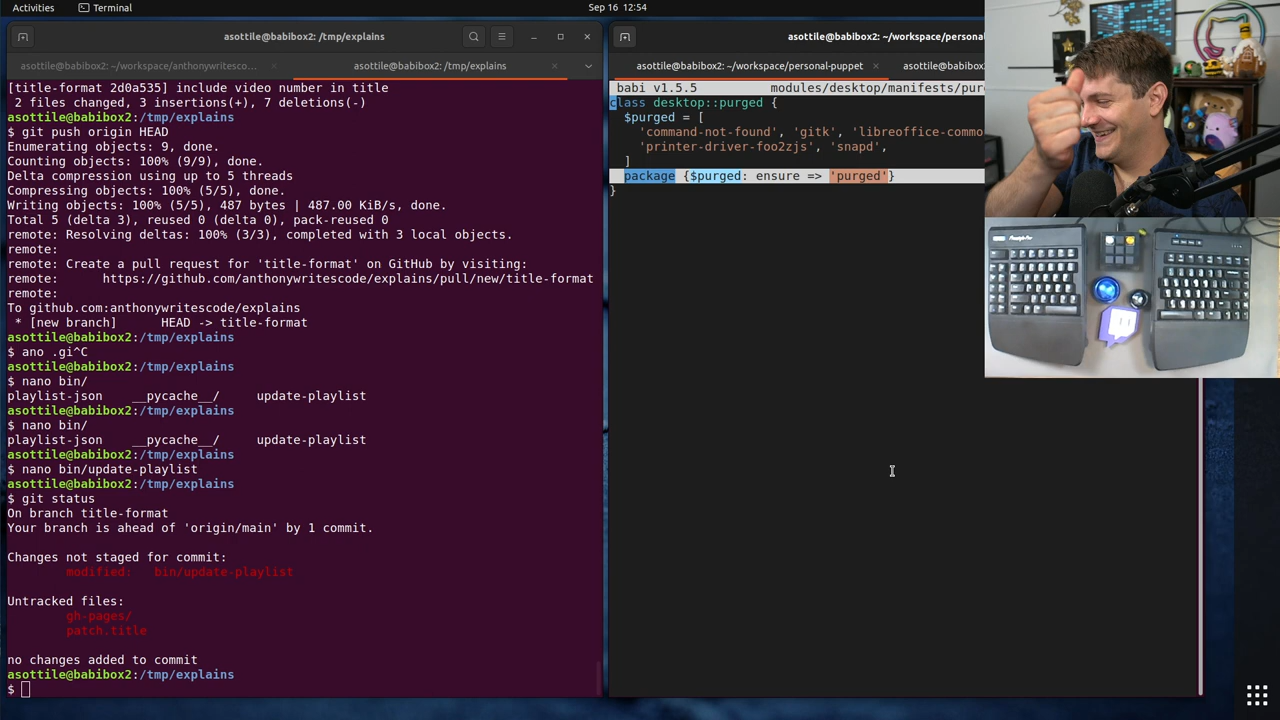 Activities
Terminal
Sep 16 12:54
asottile@babibox2: /tmp/explains
asottile@babibox2: ~/workspace/anthonywritesco…
asottile@babibox2: /tmp/explains
[title-format 2d0a535] include video number in title
 2 files changed, 3 insertions(+), 7 deletions(-)
asottile@babibox2:/tmp/explains
$ git push origin HEAD
Enumerating objects: 9, done.
Counting objects: 100% (9/9), done.
Delta compression using up to 5 threads
Compressing objects: 100% (5/5), done.
Writing objects: 100% (5/5), 487 bytes | 487.00 KiB/s, done.
Total 5 (delta 3), reused 0 (delta 0), pack-reused 0
remote: Resolving deltas: 100% (3/3), completed with 3 local objects.
remote:
remote: Create a pull request for 'title-format' on GitHub by visiting:
remote:      https://github.com/anthonywritescode/explains/pull/new/title-format
remote:
To github.com:anthonywritescode/explains
 * [new branch]      HEAD -> title-format
asottile@babibox2:/tmp/explains
$ ano .gi^C
asottile@babibox2:/tmp/explains
$ nano bin/
playlist-json    __pycache__/     update-playlist
asottile@babibox2:/tmp/explains
$ nano bin/
playlist-json    __pycache__/     update-playlist
asottile@babibox2:/tmp/explains
$ nano bin/update-playlist
asottile@babibox2:/tmp/explains
$ git status
On branch title-format
Your branch is ahead of 'origin/main' by 1 commit.
Changes not staged for commit:
        modified:   bin/update-playlist
Untracked files:
        gh-pages/
        patch.title
no changes added to commit
asottile@babibox2:/tmp/explains
$
asottile@babibox2: ~/workspace/personal
asottile@babibox2: ~/workspace/personal-puppet
asottile@babibox2:
babi v1.5.5 modules/desktop/manifests/pur
class desktop::purged {
  $purged = [
    'command-not-found', 'gitk', 'libreoffice-commo
    'printer-driver-foo2zjs', 'snapd',
  ]
  package {$purged: ensure => 'purged'}
}